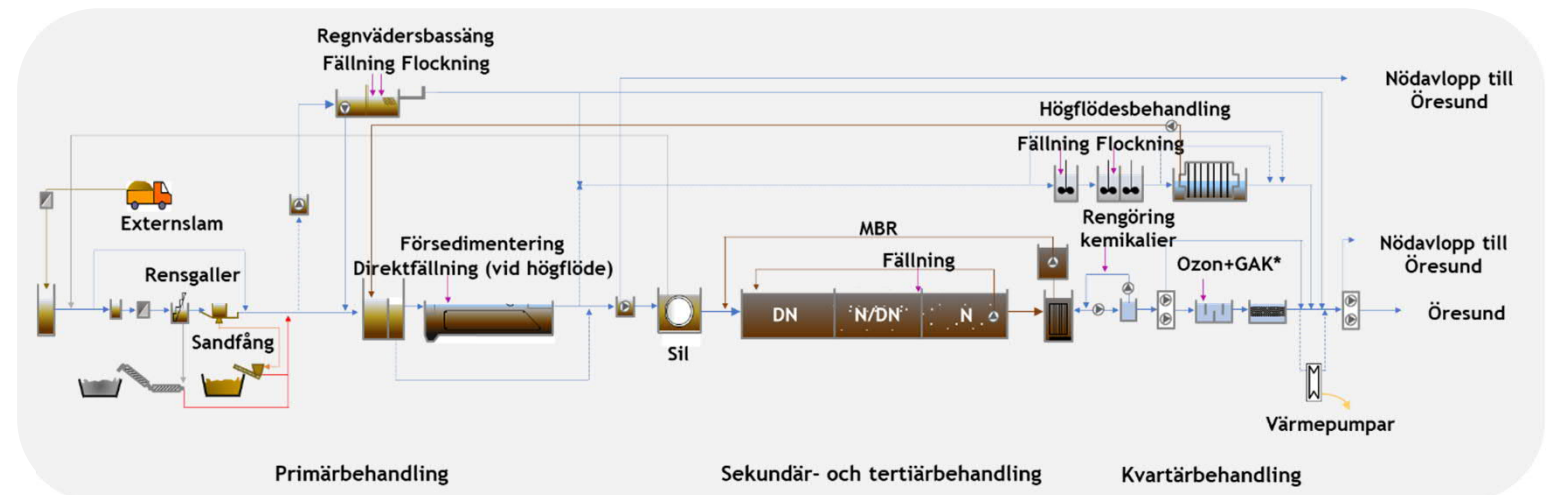 Regnvädersbassäng
Fällning Flockning
Nödavlopp till
Öresund
Högflödesbehandling
Fällning Flockning
Externslam
Rengöring
kemikalier
MBR
Försedimentering
Direktfällning (vid högflöde)
Fällning
Ozon+GAK*
Nödavlopp till
Öresund
Rensgaller
DN
N/DN
N
Öresund
Sandfång
Sil
Värmepumpar
Primärbehandling
Sekundär- och tertiärbehandling
Kvartärbehandling